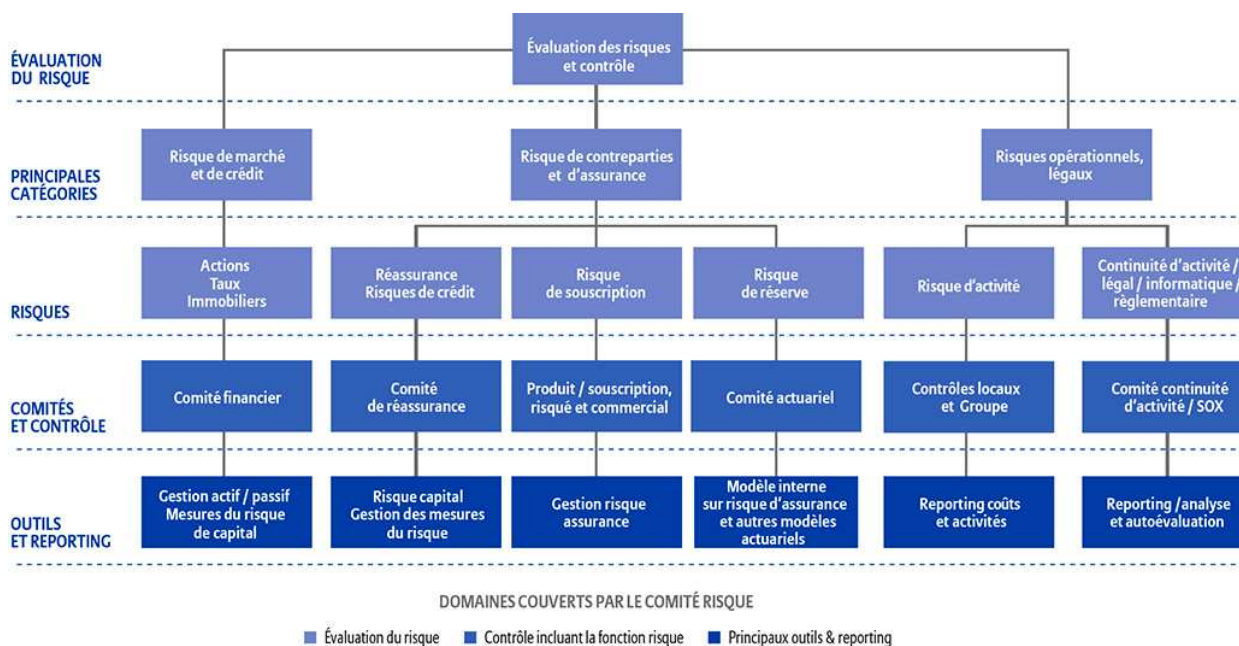 ÉVALUATION
DU RISQUE
Évaluation des risques
et contrôle
PRINCIPALES
CATÉGORIES
Risque de marché
et de crédit
Risque de contreparties
et d'assurance
Risques opérationnels,
légaux
RISQUES
Actions
Taux
Immobiliers
Réassurance
Risques de crédit
Risque
de souscription
Risque
de réserve
Risque d'activité
Continuité d'activité /
légal / informatique /
règlementaire
COMITÉS
ET CONTRÔLE
Comité financier
Comité
de réassurance
Produit / souscription,
risqué et commercial
Comité actuariel
Contrôles locaux
et Groupe
Comité continuité
d'activité / SOX
OUTILS
ET REPORTING
Gestion actif / passif
Mesures du risque
de capital
Risque capital
Gestion des mesures
du risque
Gestion risque
assurance
Modèle interne
sur risque d'assurance
et autres modèles
actuariels
Reporting coûts
et activités
Reporting /analyse
et autoévaluation
DOMAINES COUVERTS PAR LE COMITÉ RISQUE
Évaluation du risque
Contrôle incluant la fonction risque
Principaux outils & reporting